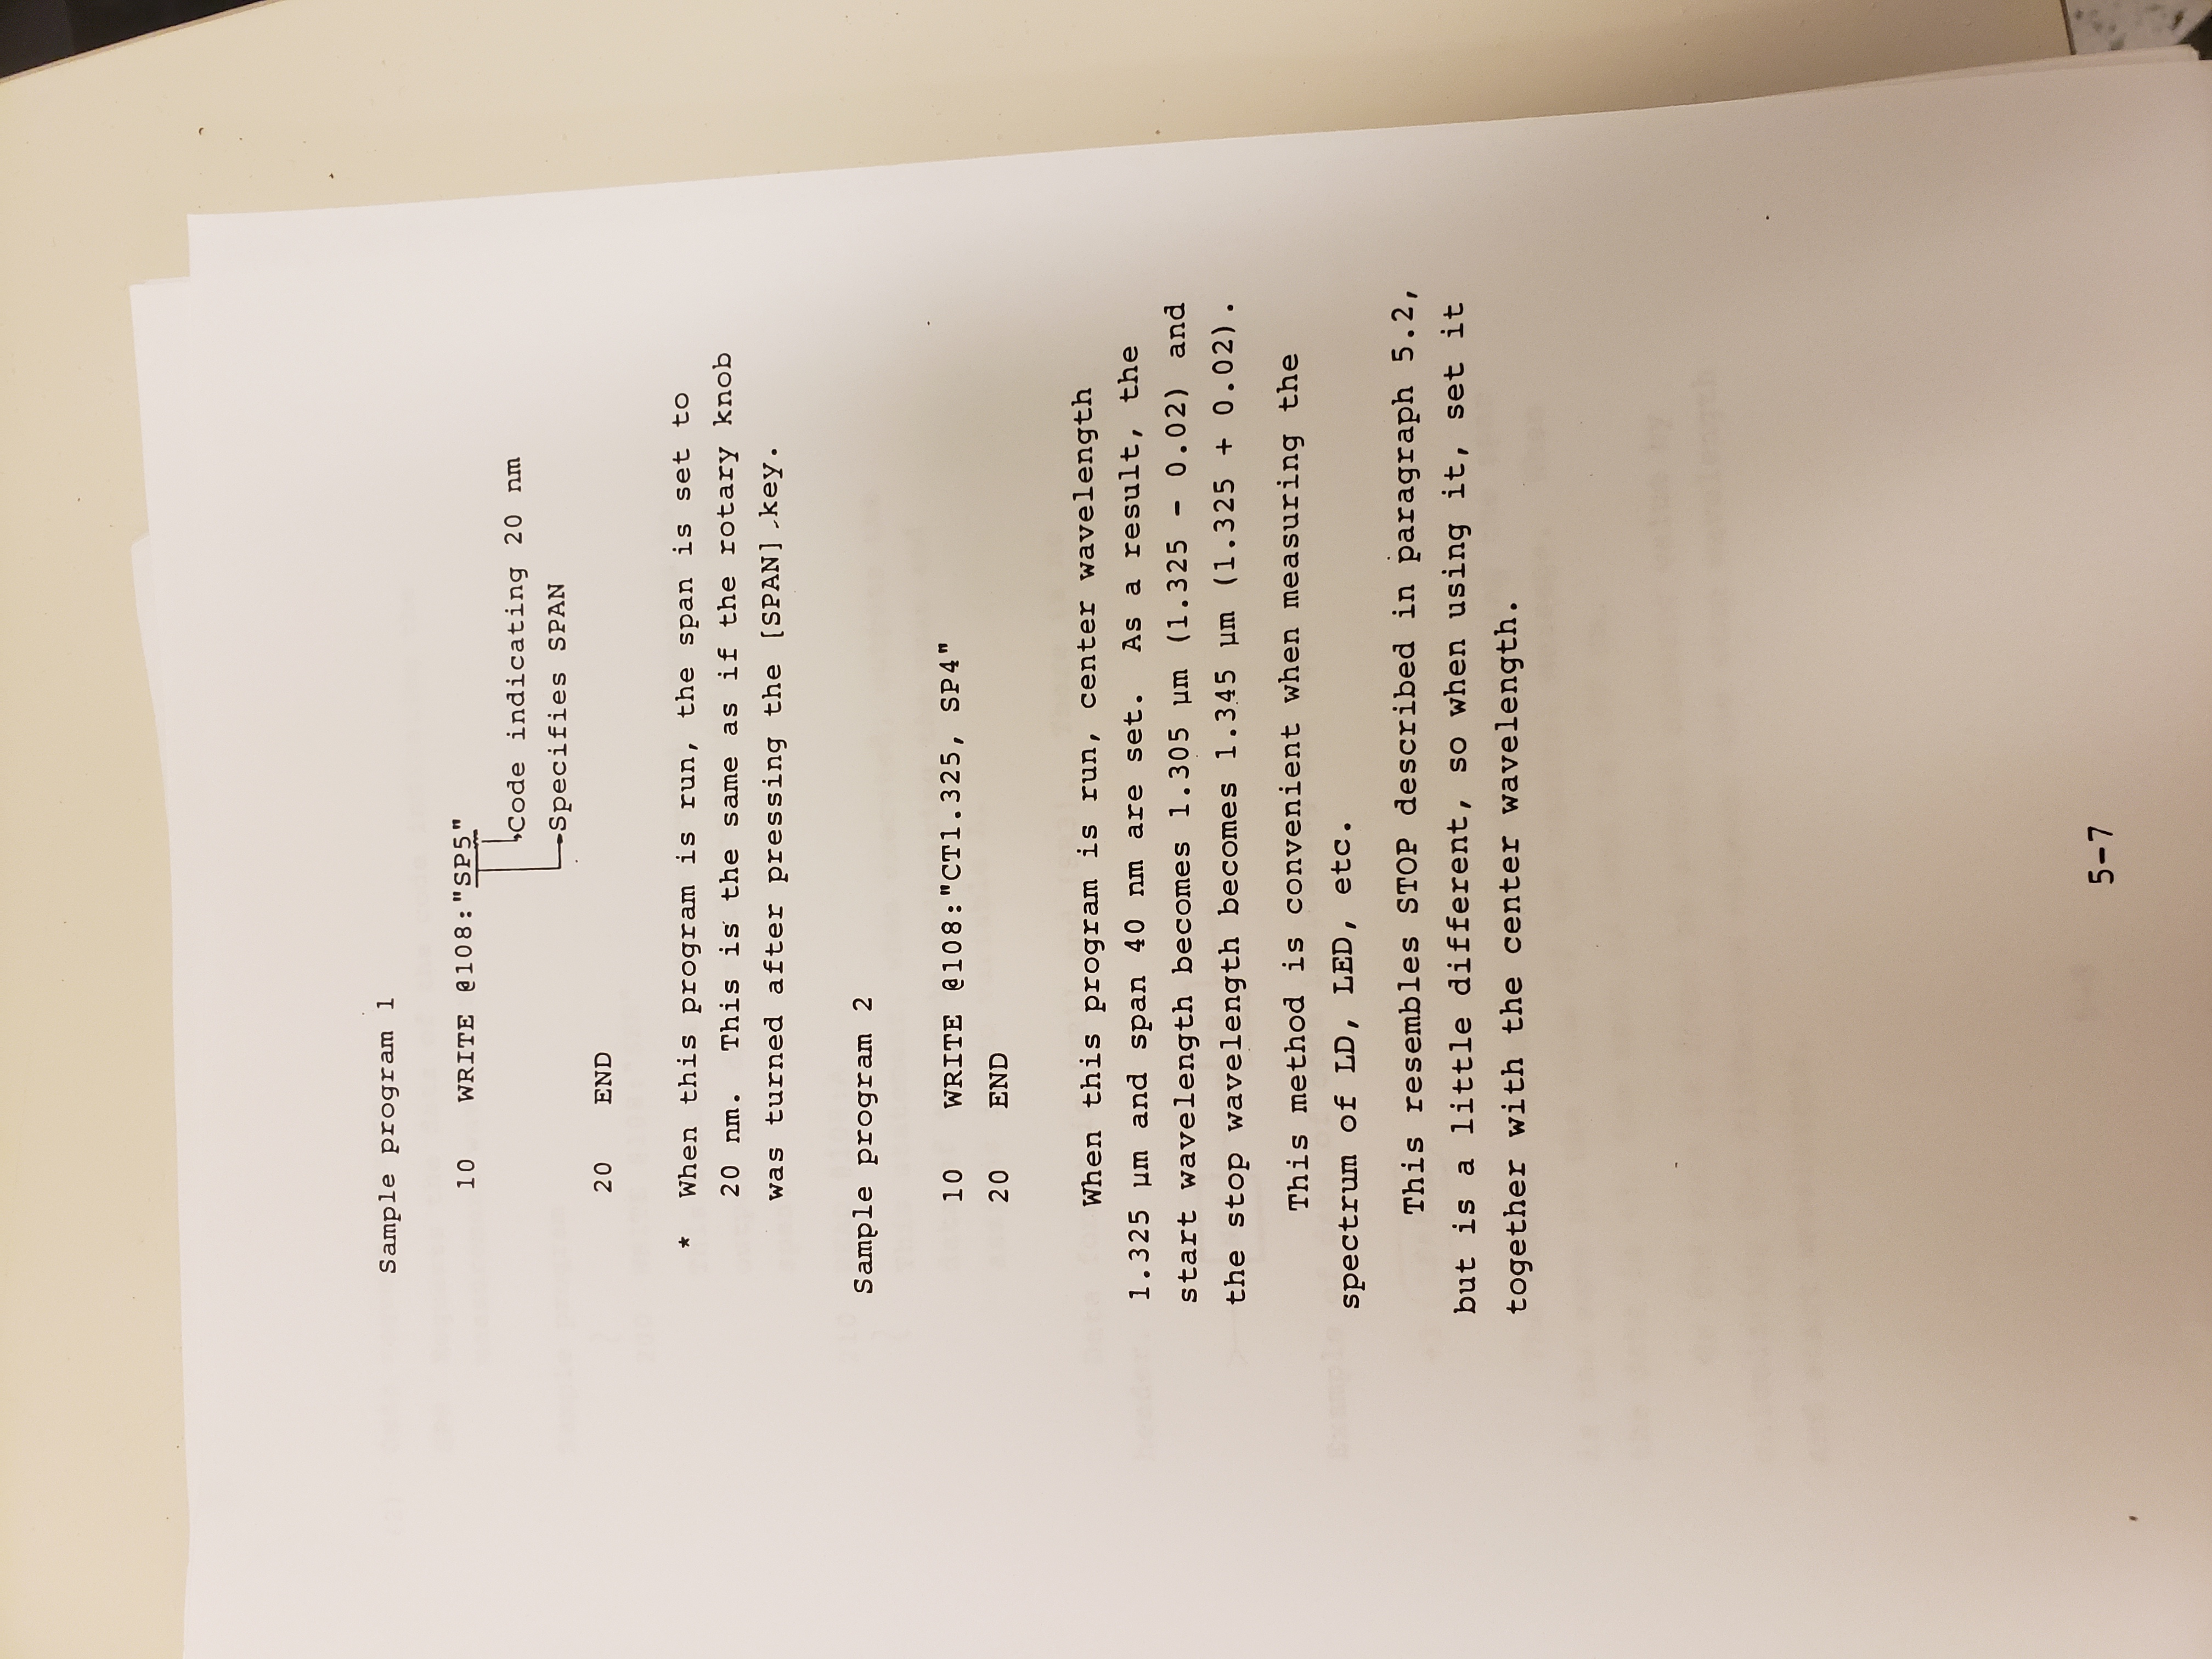 Sample program 1
10 WRITE @108:"SP5"
Code indicating 20 nm
Specifies SPAN
20 END
* When this program is run, the span is set to
20 nm. This is the same as if the rotary knob
was turned after pressing the [SPAN] key.
Sample program 2
10 WRITE @108:"CT1.325, SP4"
20 END
When this program is run, center wavelength
1.325 µm and span 40 nm are set. As a result, the
start wavelength becomes 1.305 µm (1.325 - 0.02) and
the stop wavelength becomes 1.345 µm (1.325 + 0.02).
This method is convenient when measuring the
spectrum of LD, LED, etc.
This resembles STOP described in paragraph 5.2,
but is a little different, so when using it, set it
together with the center wavelength.
5-7